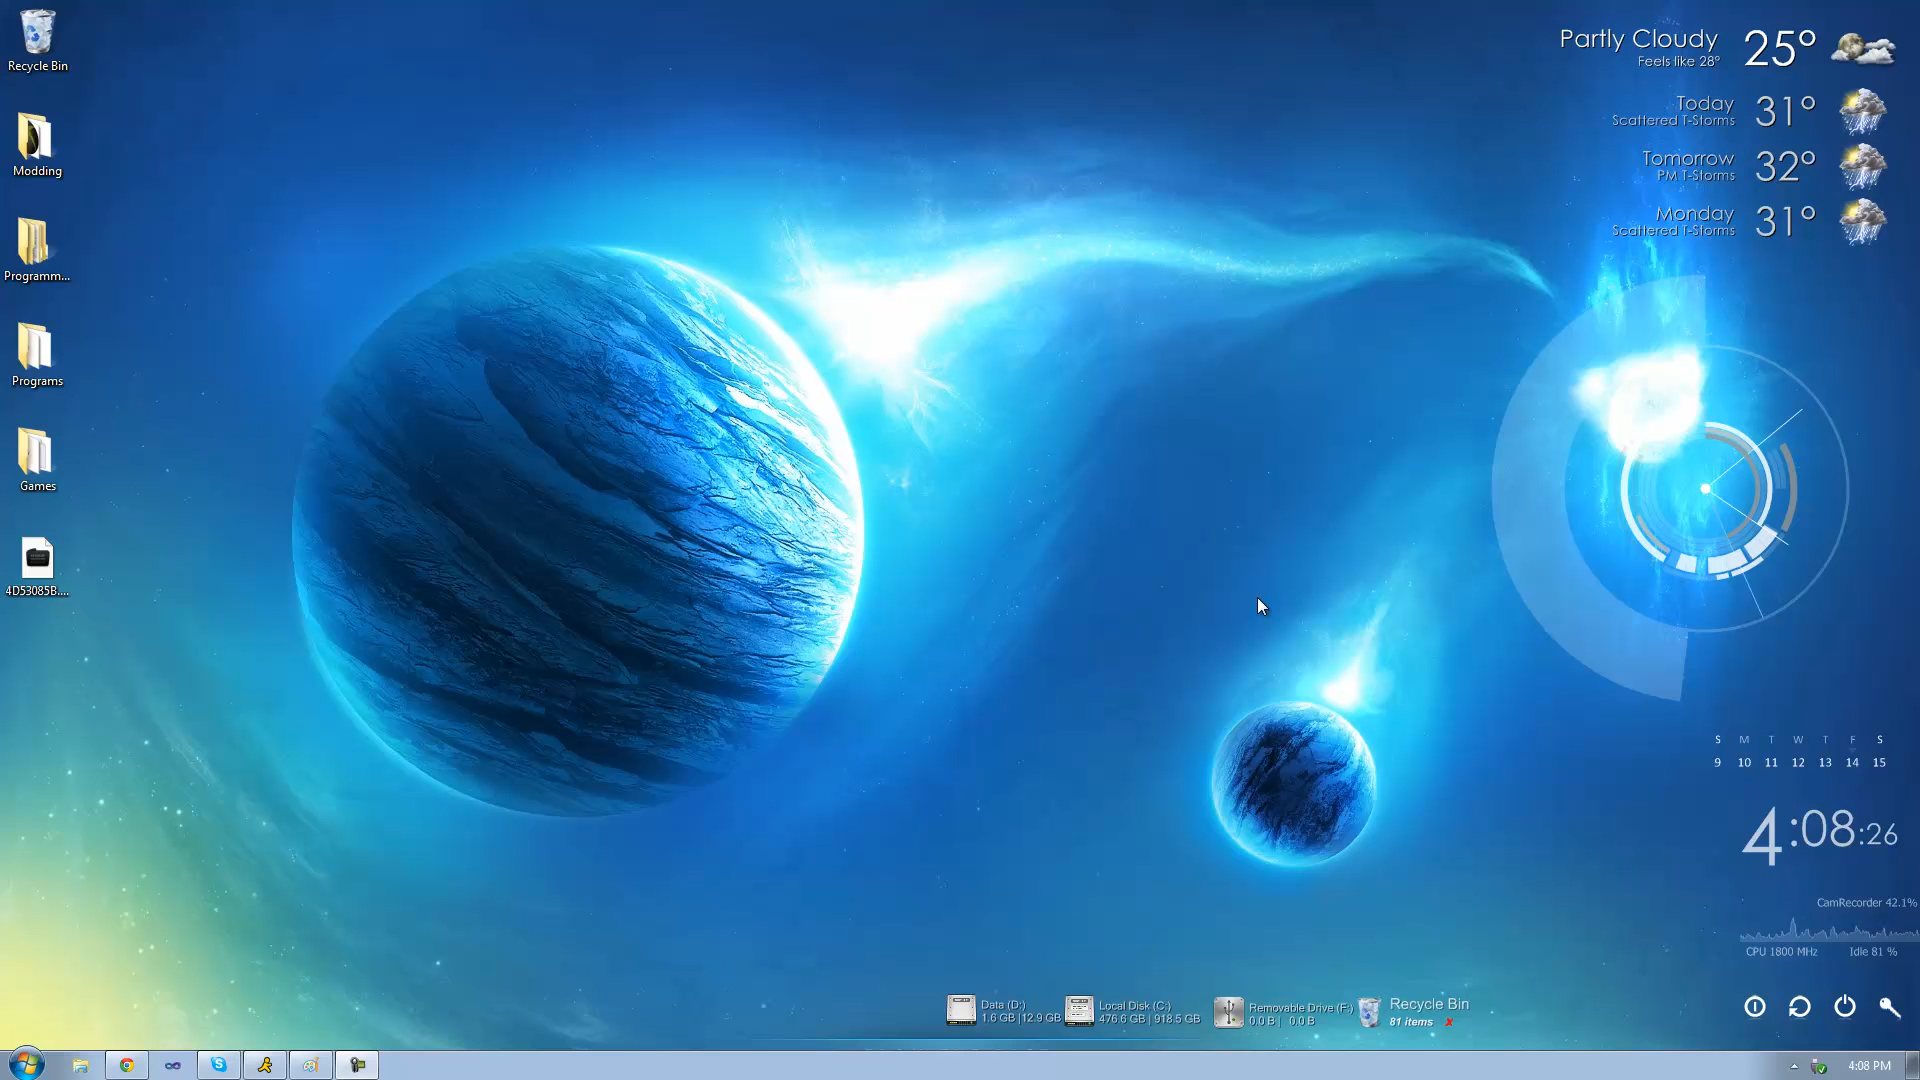 Recycle Bin
Modding
Programm...
Programs
Games
4D53085B....
Partly Cloudy 25°
Feels like 28°
Today 31°
Scattered T-Storms
Tomorrow 32°
PM T-Storms
Monday 31°
Scattered T-Storms
S M T W T F S
9 10 11 12 13 14 15
4:08:26
CamRecorder 42.1%
CPU 1800 MHz Idle 81 %
Data (D:)
1.6 GB |12.9 GB
Local Disk (C:)
476.6 GB | 918.5 GB
Removable Drive (F:)
0.0 B | 0.0 B
Recycle Bin
81 items x
4:08 PM